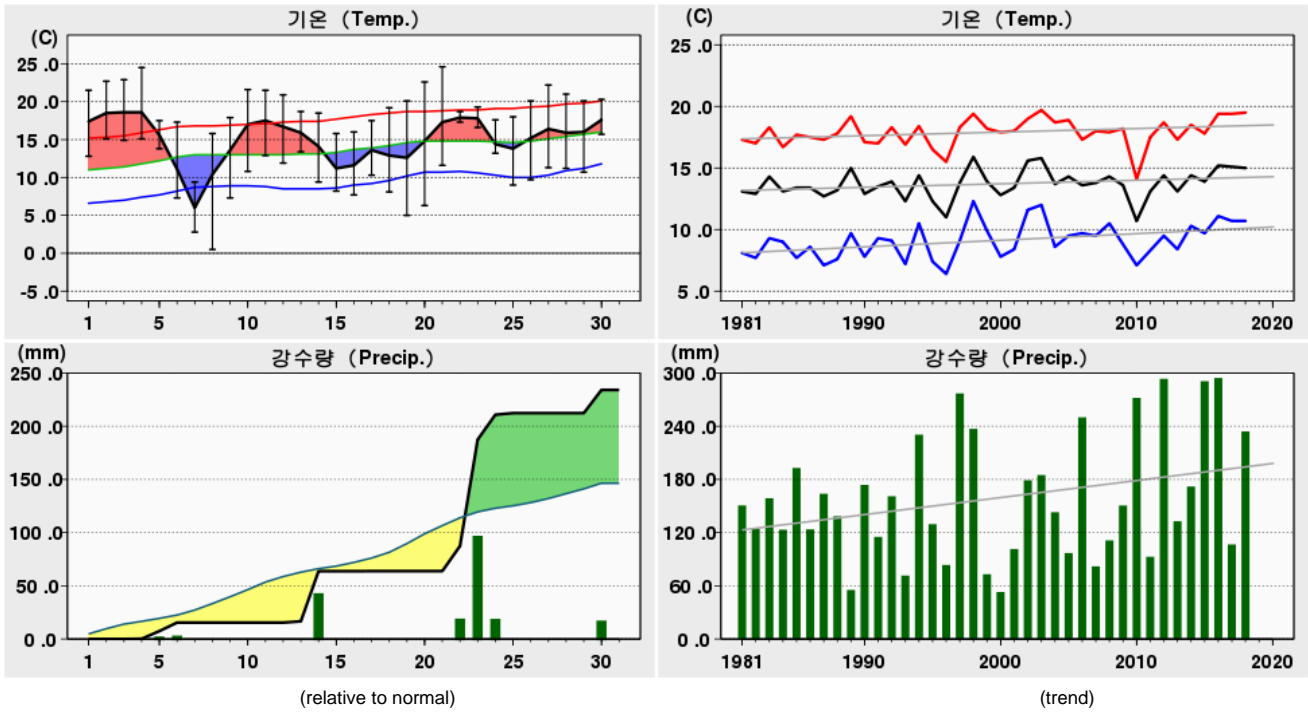 기온 (Temp.)
(C)
25 .0
20 .0
15 .0
10 .0
5 .0
0 .0
-5 .0
1 5 10 15 20 25 30
기온 (Temp.)
(C)
25 .0
20 .0
15 .0
10 .0
5 .0
1981 1990 2000 2010 2020
강수량 (Precip.)
(mm)
250 .0
200 .0
150 .0
100 .0
50 .0
0 .0
1 5 10 15 20 25 30
(relative to normal)
강수량 (Precip.)
(mm)
300 .0
240 .0
180 .0
120 .0
60 .0
0 .0
1981 1990 2000 2010 2020
(trend)